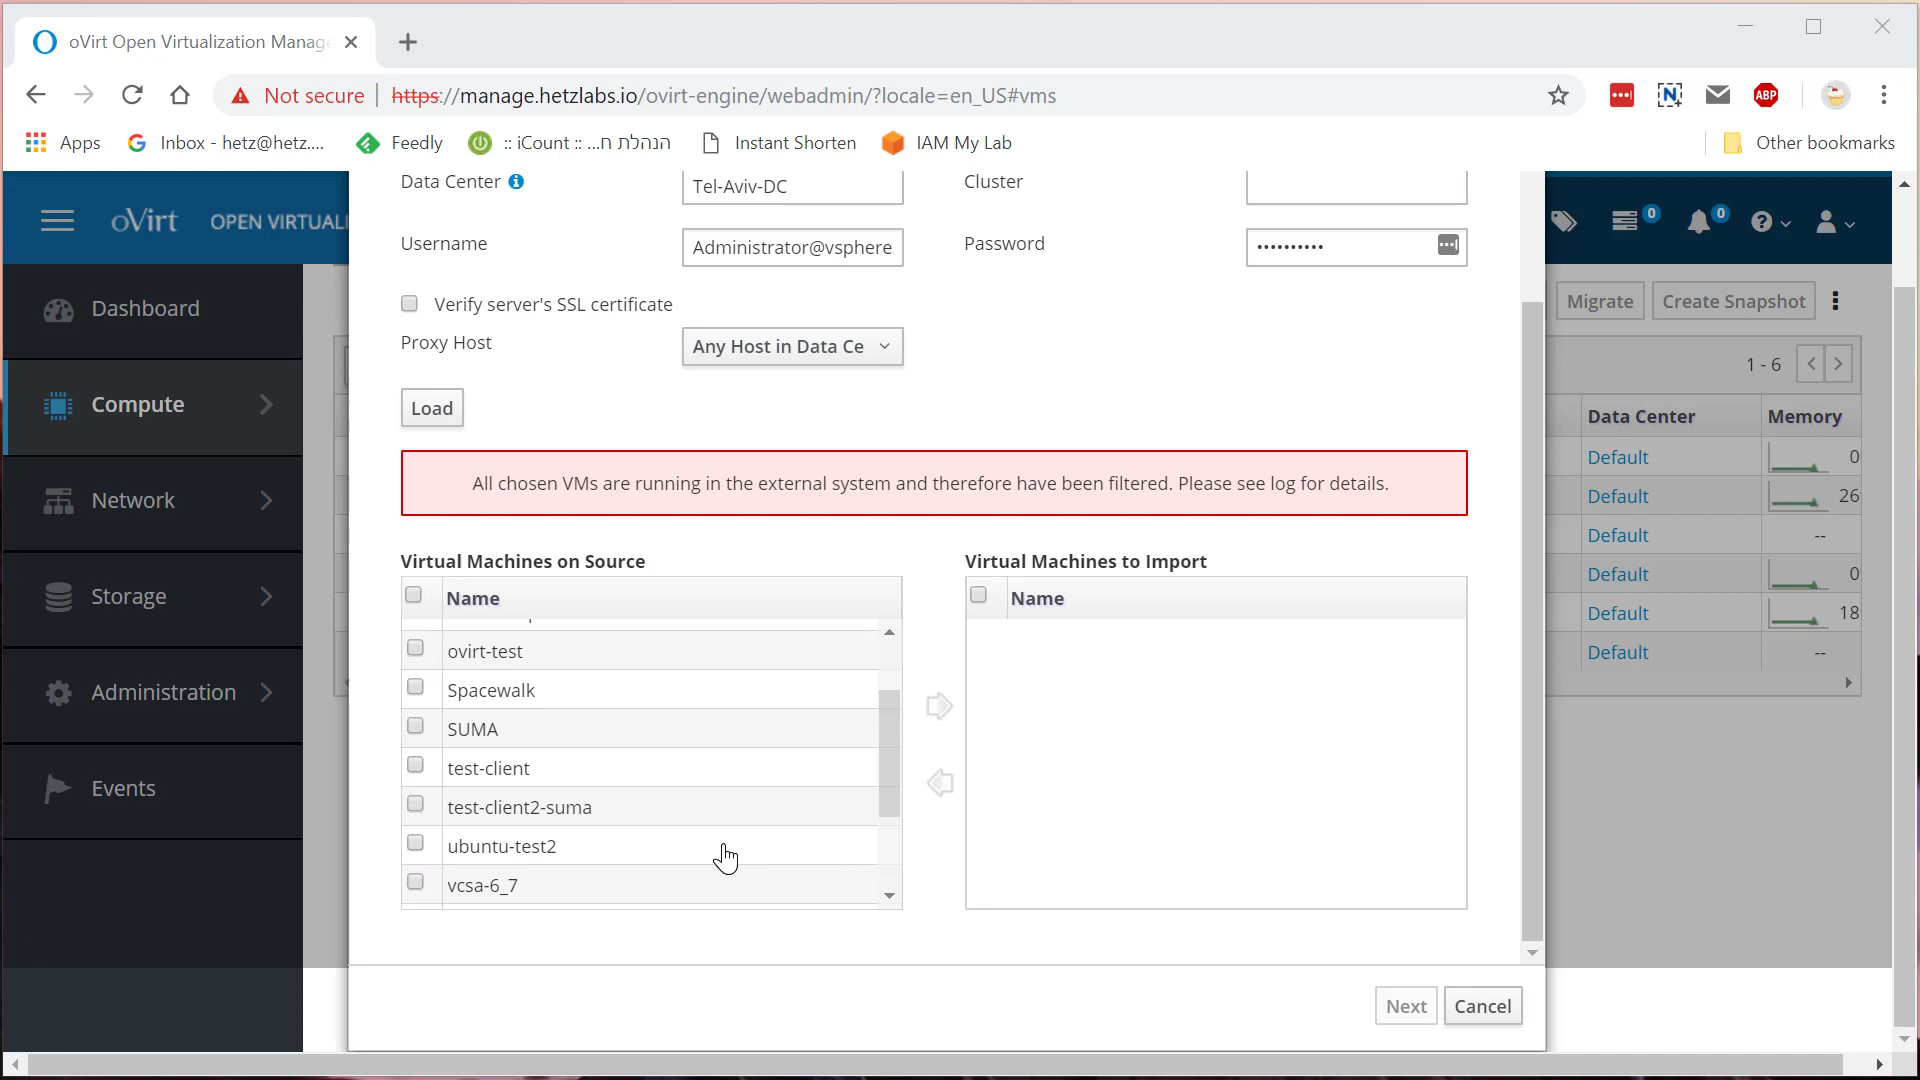 oVirt Open Virtualization Manage
Not secure | https://manage.hetzlabs.io/ovirt-engine/webadmin/?locale=en_US#vms
ABP
Apps
Inbox - hetz@hetz....
Feedly
:: iCount :: ...הנהלת ח
Instant Shorten
IAM My Lab
Other bookmarks
oVirt OPEN VIRTUALI
0
0
Dashboard
Compute
Network
Storage
Administration
Events
Data Center
Tel-Aviv-DC
Cluster
Username
Administrator@vsphere.
Password
••••••••••
Verify server's SSL certificate
Proxy Host
Any Host in Data Ce
Load
All chosen VMs are running in the external system and therefore have been filtered. Please see log for details.
Virtual Machines on Source
Name
ovirt-test
Spacewalk
SUMA
test-client
test-client2-suma
ubuntu-test2
vcsa-6_7
Virtual Machines to Import
Name
Next
Cancel
Migrate
Create Snapshot
1 - 6
Data Center
Memory
Default
0
Default
26
Default
--
Default
0
Default
18
Default
--